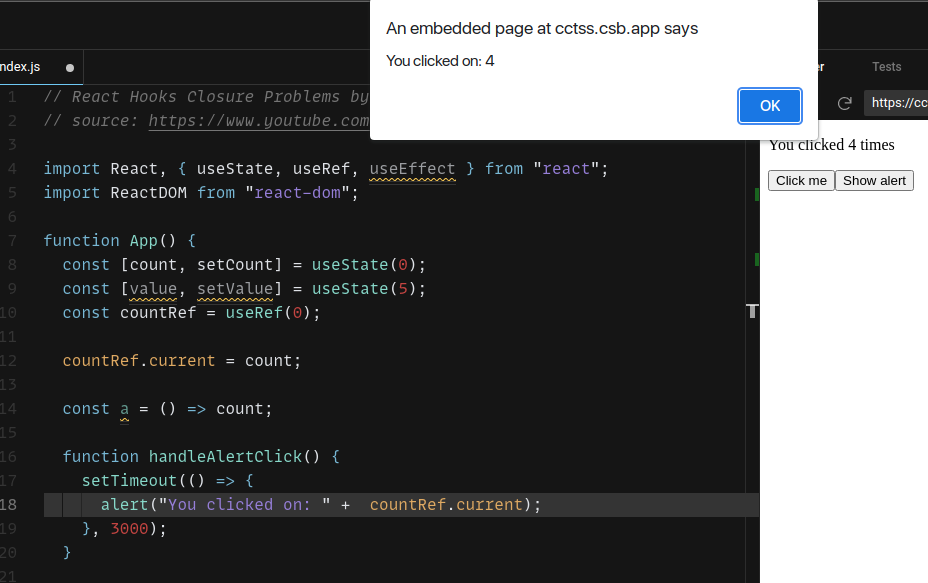 An embedded page at cctss.csb.app says
You clicked on: 4
OK
ndex.js
er
Tests
https://cc
1 // React Hooks Closure Problems by
2 // source: https://www.youtube.com
3
4 import React, { useState, useRef, useEffect } from "react";
5 import ReactDOM from "react-dom";
6
7 function App() {
8 const [count, setCount] = useState(0);
9 const [value, setValue] = useState(5);
10 const countRef = useRef(0);
11
12 countRef.current = count;
13
14 const a = () => count;
15
16 function handleAlertClick() {
17 setTimeout(() => {
18 alert("You clicked on: " + countRef.current);
19 }, 3000);
20 }
21
You clicked 4 times
Click me
Show alert